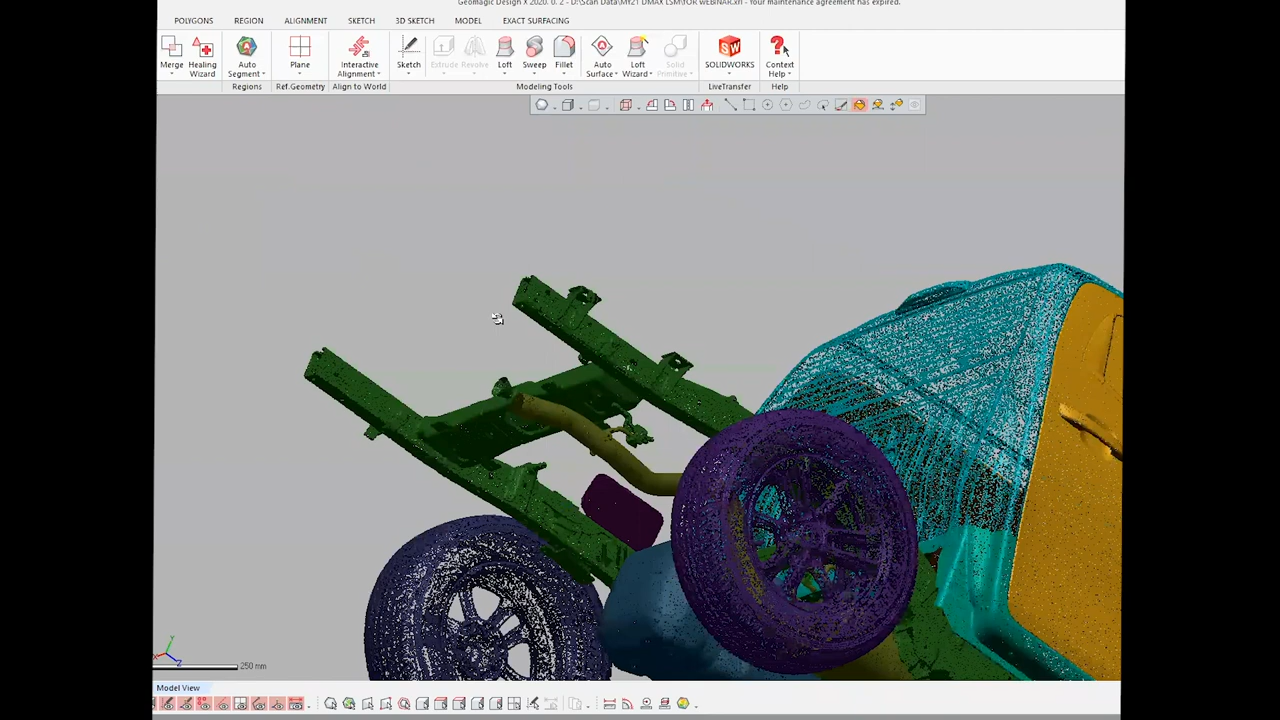 Geomagic Design X 2020. 0. 2 - D:\Scan Data\MY21 DMAX LSM\FOR WEBINAR.xrl - Your maintenance agreement has expired.
POLYGONS REGION ALIGNMENT SKETCH 3D SKETCH MODEL EXACT SURFACING
Merge Healing Wizard Auto Segment Plane Interactive Alignment Sketch Extrude Revolve Loft Sweep Fillet Auto Surface Loft Wizard Solid Primitive SOLIDWORKS Context Help
Regions Ref.Geometry Align to World Modeling Tools LiveTransfer Help
Y
Z
250 mm
Model View